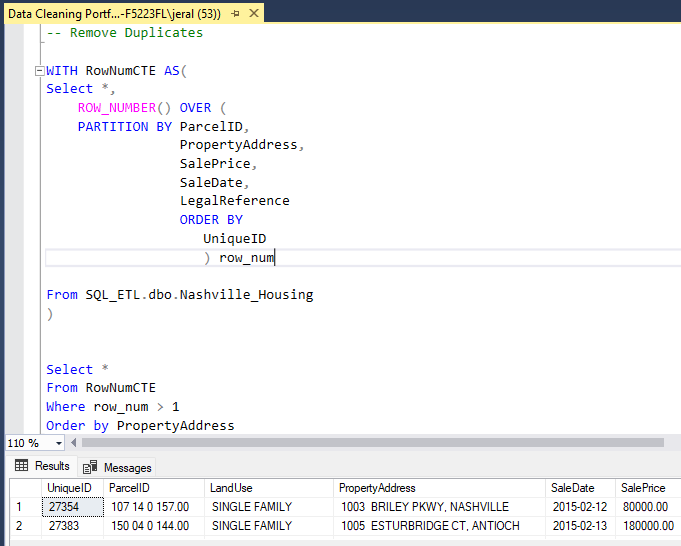 Data Cleaning Portf...-F5223FL\jeral (53))
-- Remove Duplicates
WITH RowNumCTE AS(
Select *,
ROW_NUMBER() OVER (
PARTITION BY ParcelID,
PropertyAddress,
SalePrice,
SaleDate,
LegalReference
ORDER BY
UniqueID
) row_num
From SQL_ETL.dbo.Nashville_Housing
)
Select *
From RowNumCTE
Where row_num > 1
Order by PropertyAddress
110 %
Results Messages
UniqueID ParcelID LandUse PropertyAddress SaleDate SalePrice
1 27354 107 14 0 157.00 SINGLE FAMILY 1003  BRILEY PKWY, NASHVILLE 2015-02-12 80000.00
2 27383 150 04 0 144.00 SINGLE FAMILY 1005  ESTURBRIDGE CT, ANTIOCH 2015-02-13 180000.00